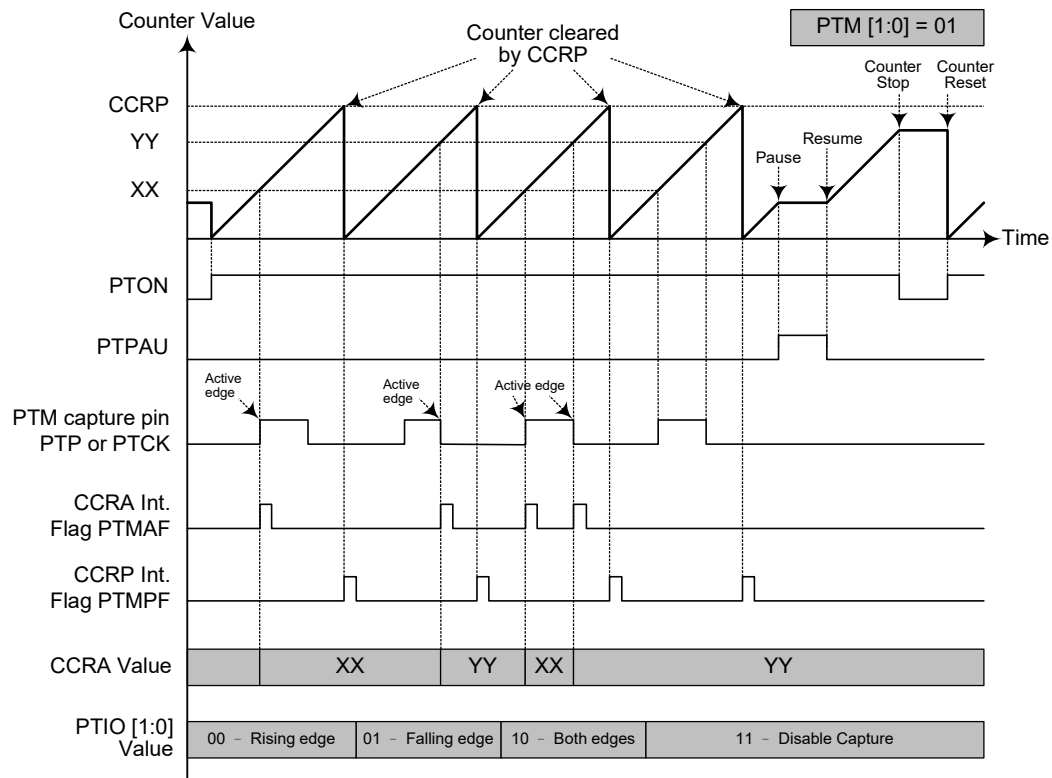 Counter Value
PTM [1:0] = 01
Counter cleared
by CCRP
Counter
Stop
Counter
Reset
CCRP
YY
XX
Pause
Resume
Time
PTON
PTPAU
Active
edge
Active
edge
Active edge
PTM capture pin
PTP or PTCK
CCRA Int.
Flag PTMAF
CCRP Int.
Flag PTMPF
CCRA Value
XX
YY
XX
YY
PTIO [1:0]
Value
00 - Rising edge
01 - Falling edge
10 - Both edges
11 - Disable Capture